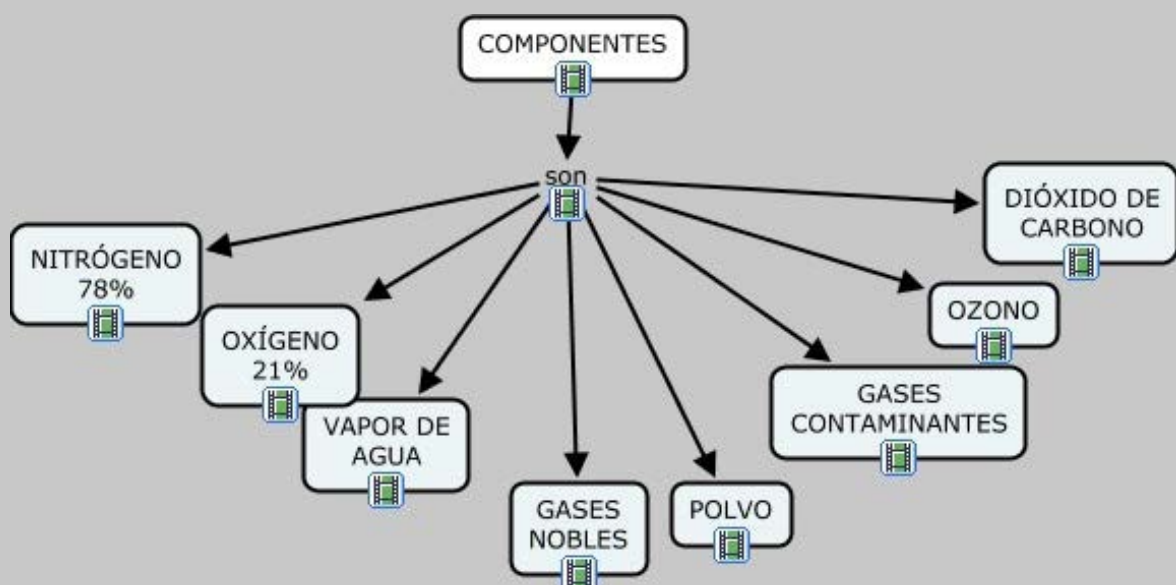 COMPONENTES
son
NITRÓGENO
78%
OXÍGENO
21%
VAPOR DE
AGUA
GASES
NOBLES
POLVO
GASES
CONTAMINANTES
OZONO
DIÓXIDO DE
CARBONO